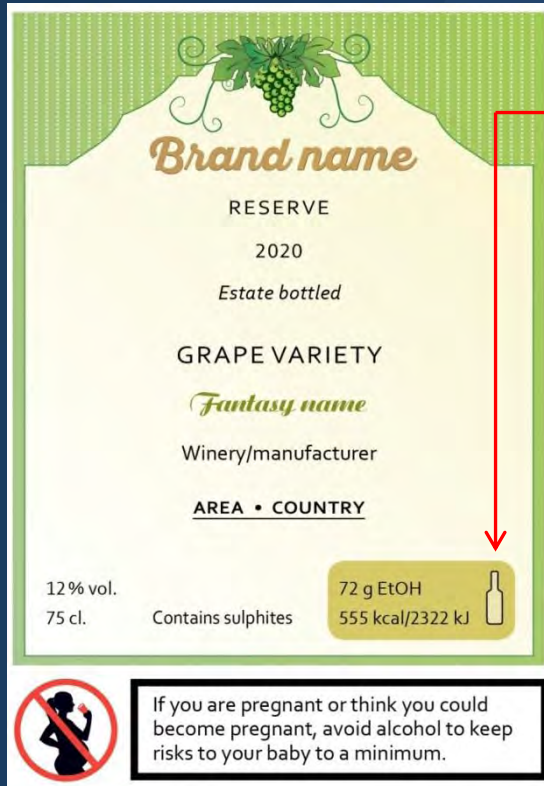 Brand name
RESERVE
2020
Estate bottled
GRAPE VARIETY
Fantasy name
Winery/manufacturer
AREA • COUNTRY
12% vol.
75 cl.
Contains sulphites
72 g EtOH
555 kcal/2322 kJ
If you are pregnant or think you could
become pregnant, avoid alcohol to keep
risks to your baby to a minimum.